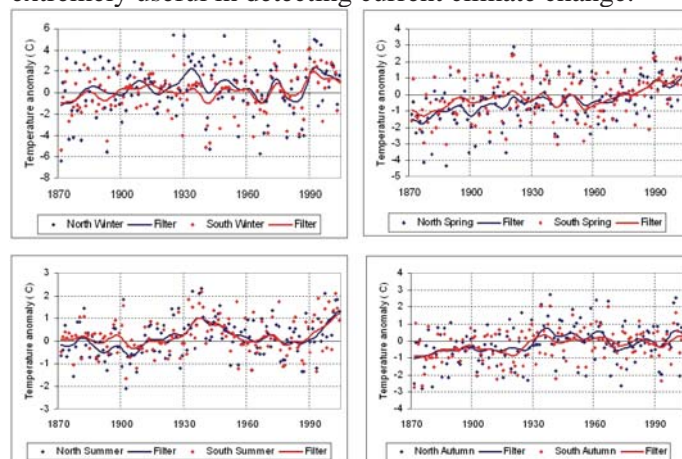 extremely useful in detecting current climate change.
Temperature anomaly ( C )
6
4
2
0
-2
-4
-6
-8
1870 1900 1930 1960 1990
North Winter Filter South Winter Filter
Temperature anomaly ( C )
4
3
2
1
0
-1
-2
-3
-4
-5
1870 1900 1930 1960 1990
North Spring Filter South Spring Filter
Temperature anomaly ( C )
3
2
1
0
-1
-2
-3
1870 1900 1930 1960 1990
North Summer Filter South Summer Filter
Temperature anomaly ( C )
4
3
2
1
0
-1
-2
-3
-4
1870 1900 1930 1960 1990
North Autumn Filter South Autumn Filter